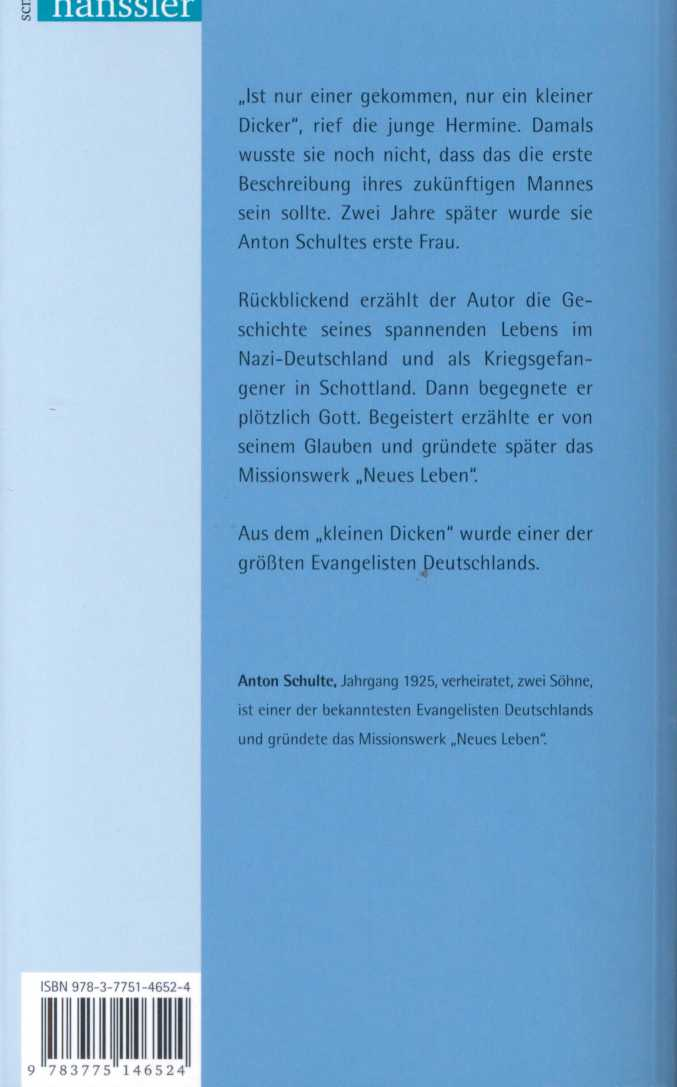 hänssler
„Ist nur einer gekommen, nur ein kleiner
Dicker“, rief die junge Hermine. Damals
wusste sie noch nicht, dass das die erste
Beschreibung ihres zukünftigen Mannes
sein sollte. Zwei Jahre später wurde sie
Anton Schultes erste Frau.
Rückblickend erzählt der Autor die Ge-
schichte seines spannenden Lebens im
Nazi-Deutschland und als Kriegsgefan-
gener in Schottland. Dann begegnete er
plötzlich Gott. Begeistert erzählte er von
seinem Glauben und gründete später das
Missionswerk „Neues Leben“.
Aus dem „kleinen Dicken“ wurde einer der
größten Evangelisten Deutschlands.
Anton Schulte, Jahrgang 1925, verheiratet, zwei Söhne,
ist einer der bekanntesten Evangelisten Deutschlands
und gründete das Missionswerk „Neues Leben“.
ISBN 978-3-7751-4652-4
9 783775 146524